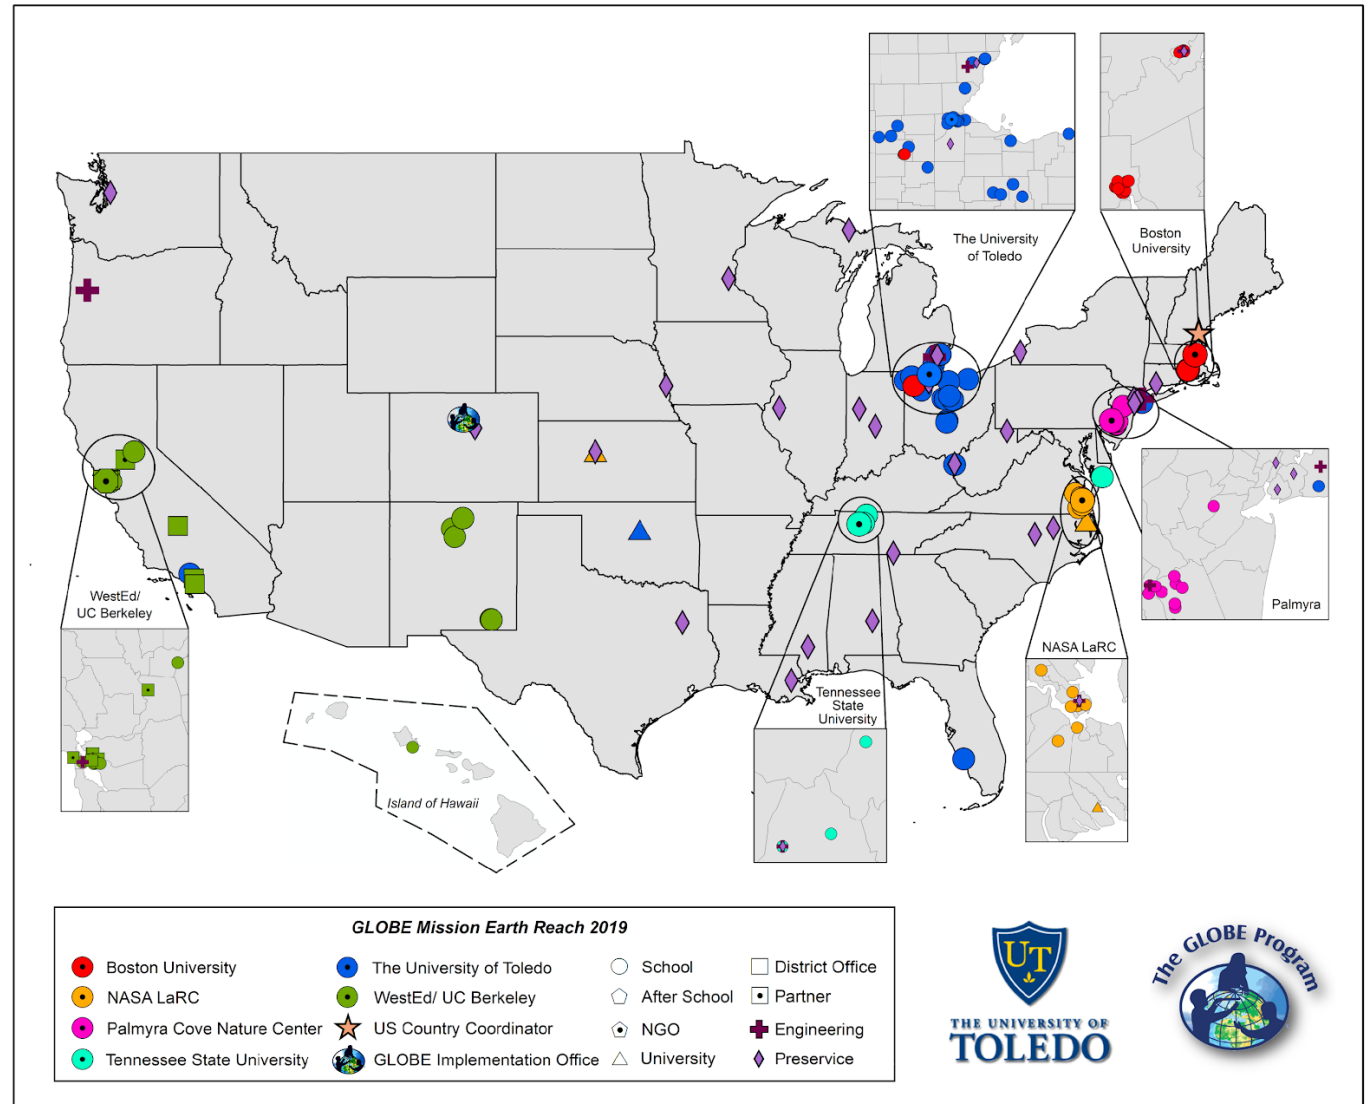 The University
of Toledo
Boston
University
WestEd/
UC Berkeley
Palmyra
NASA LaRC
Tennessee
State
University
Island of Hawaii
GLOBE Mission Earth Reach 2019
Boston University
The University of Toledo
School
District Office
NASA LaRC
WestEd/ UC Berkeley
After School
Partner
Palmyra Cove Nature Center
US Country Coordinator
NGO
Engineering
Tennessee State University
GLOBE Implementation Office
University
Preservice
UT
THE UNIVERSITY OF
TOLEDO
The GLOBE Program